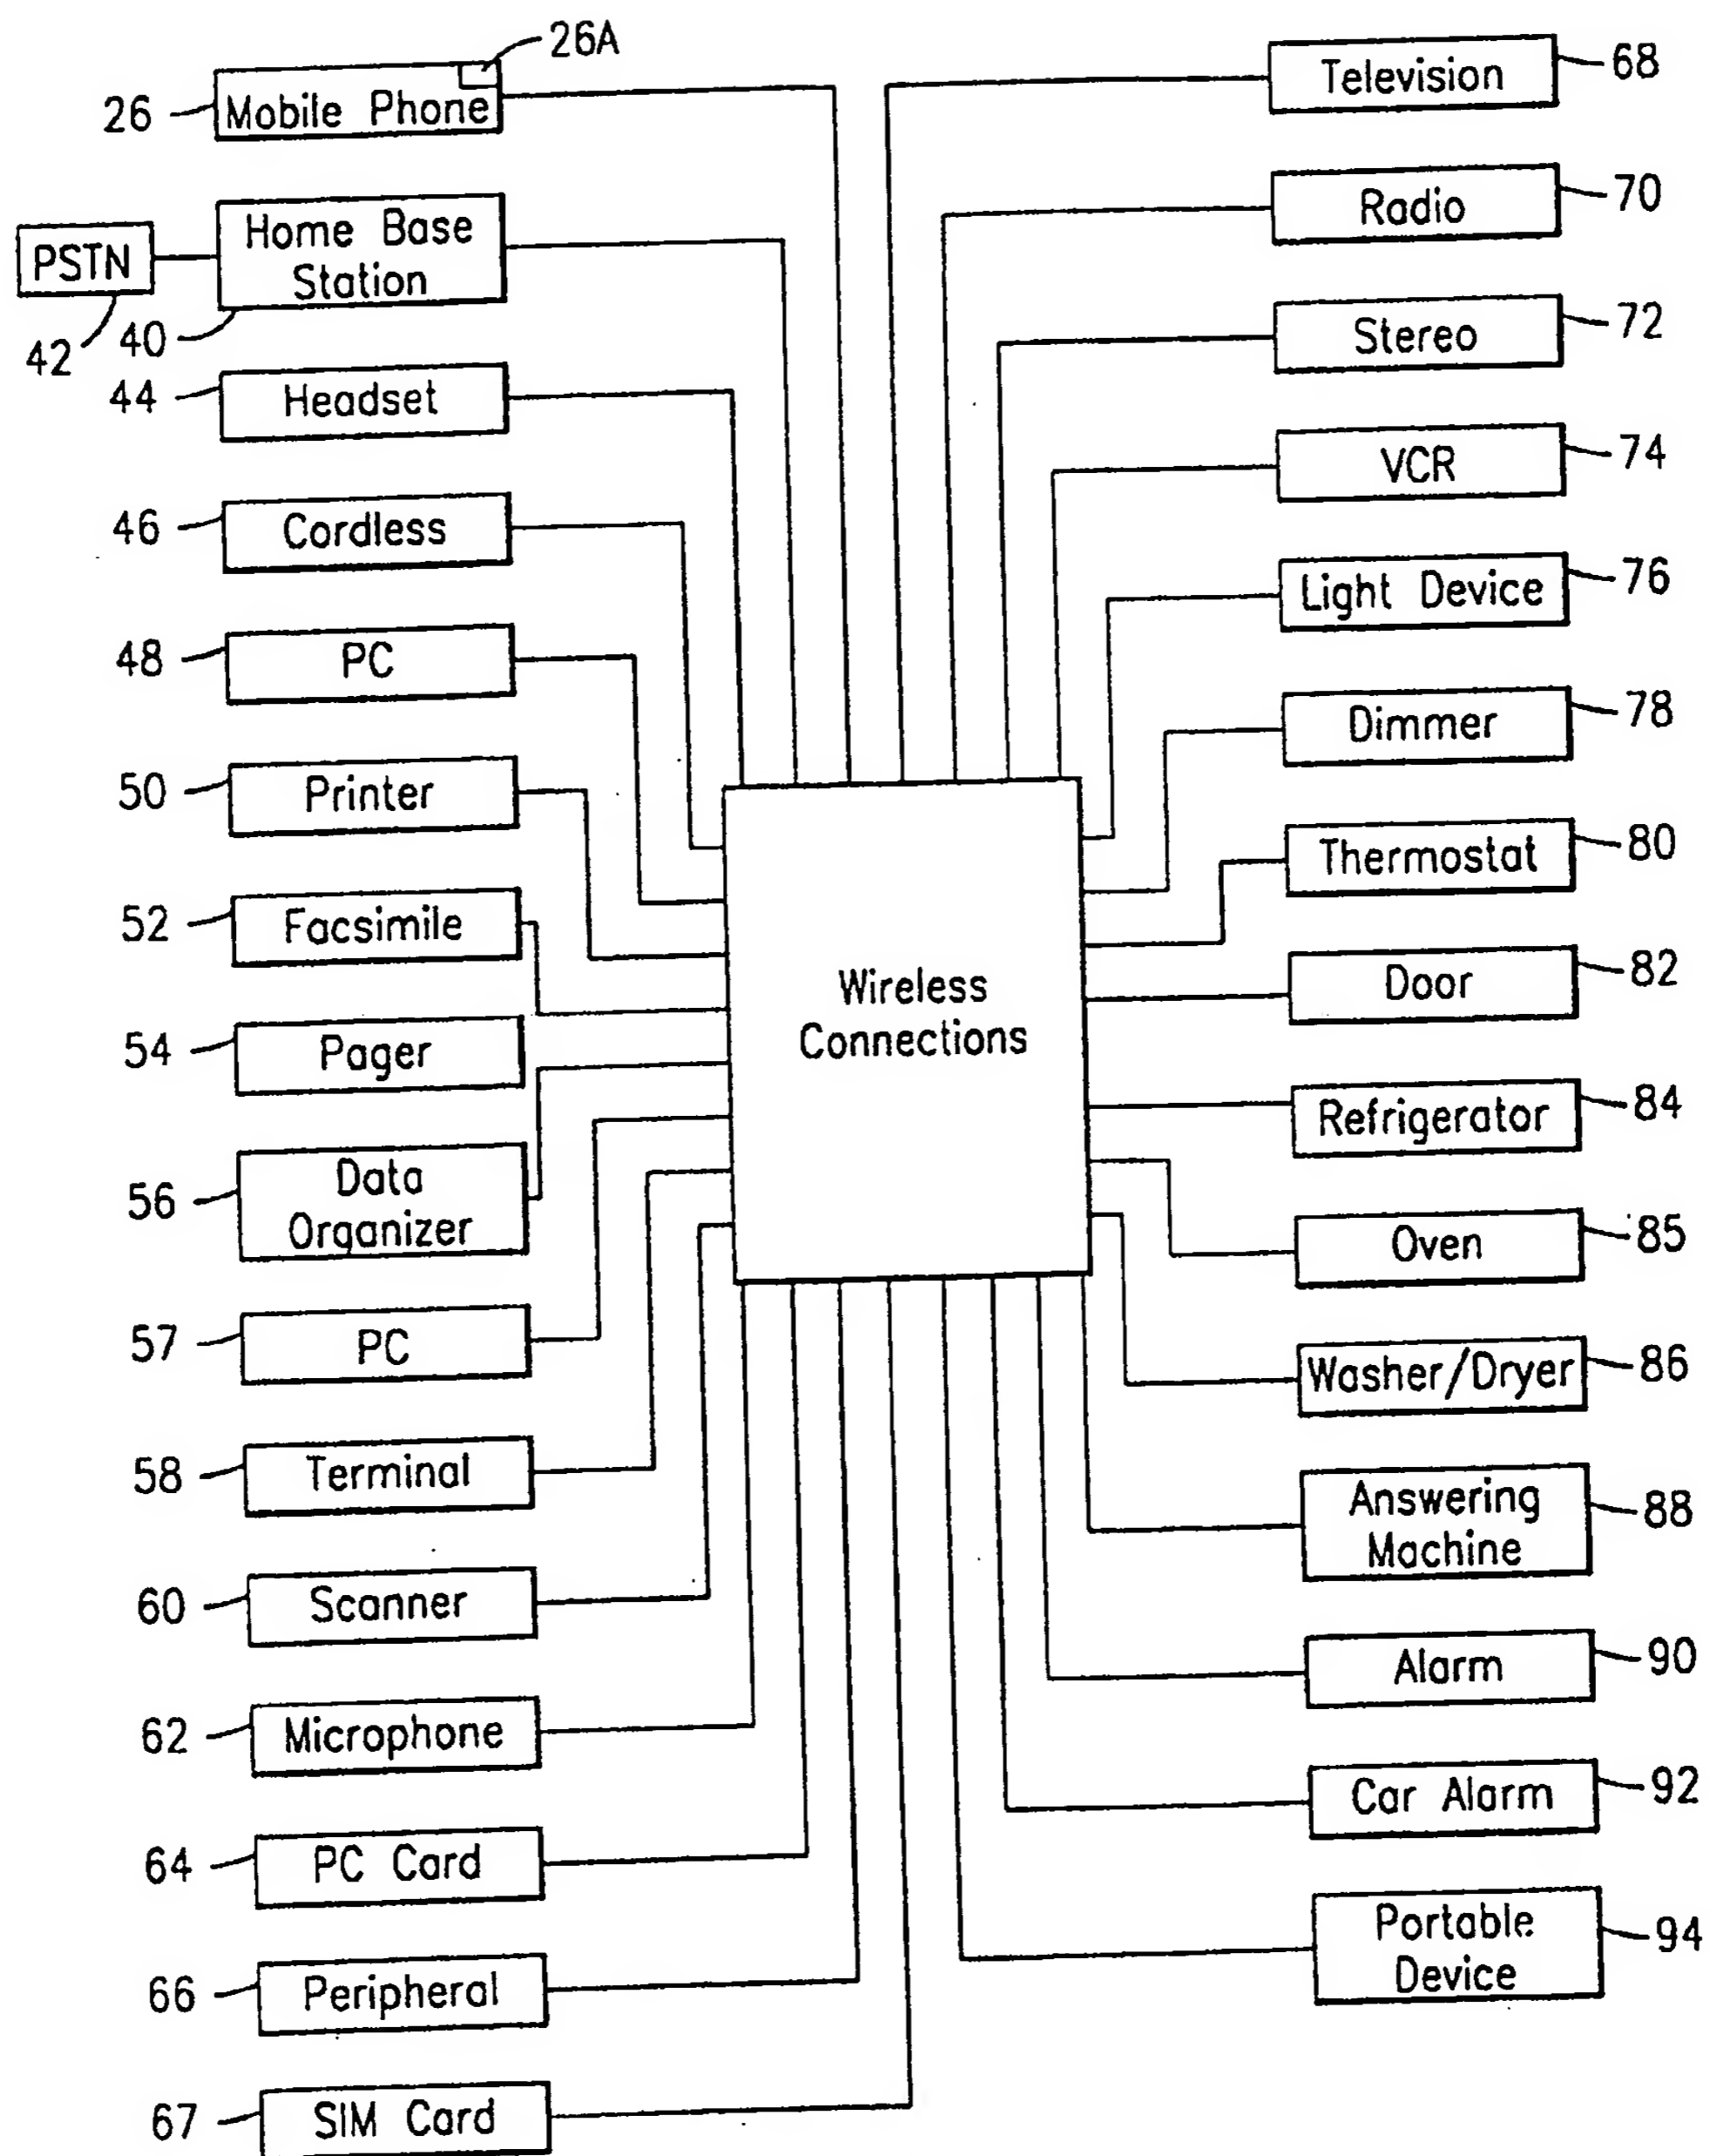 26A
26
Mobile Phone
PSTN
Home Base
Station
42
40
44
Headset
46
Cordless
48
PC
50
Printer
52
Facsimile
54
Pager
56
Data
Organizer
57
PC
58
Terminal
60
Scanner
62
Microphone
64
PC Card
66
Peripheral
67
SIM Card
Wireless
Connections
Television
68
Radio
70
Stereo
72
VCR
74
Light Device
76
Dimmer
78
Thermostat
80
Door
82
Refrigerator
84
Oven
85
Washer/Dryer
86
Answering
Machine
88
Alarm
90
Car Alarm
92
Portable
Device
94